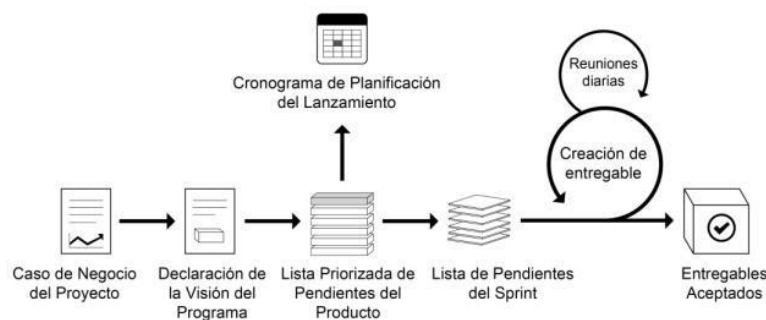 Cronograma de Planificación
del Lanzamiento
Reuniones
diarias
Creación de
entregable
Caso de Negocio
del Proyecto
Declaración de
la Visión del
Programa
Lista Priorizada de
Pendientes del
Producto
Lista de Pendientes
del Sprint
Entregables
Aceptados